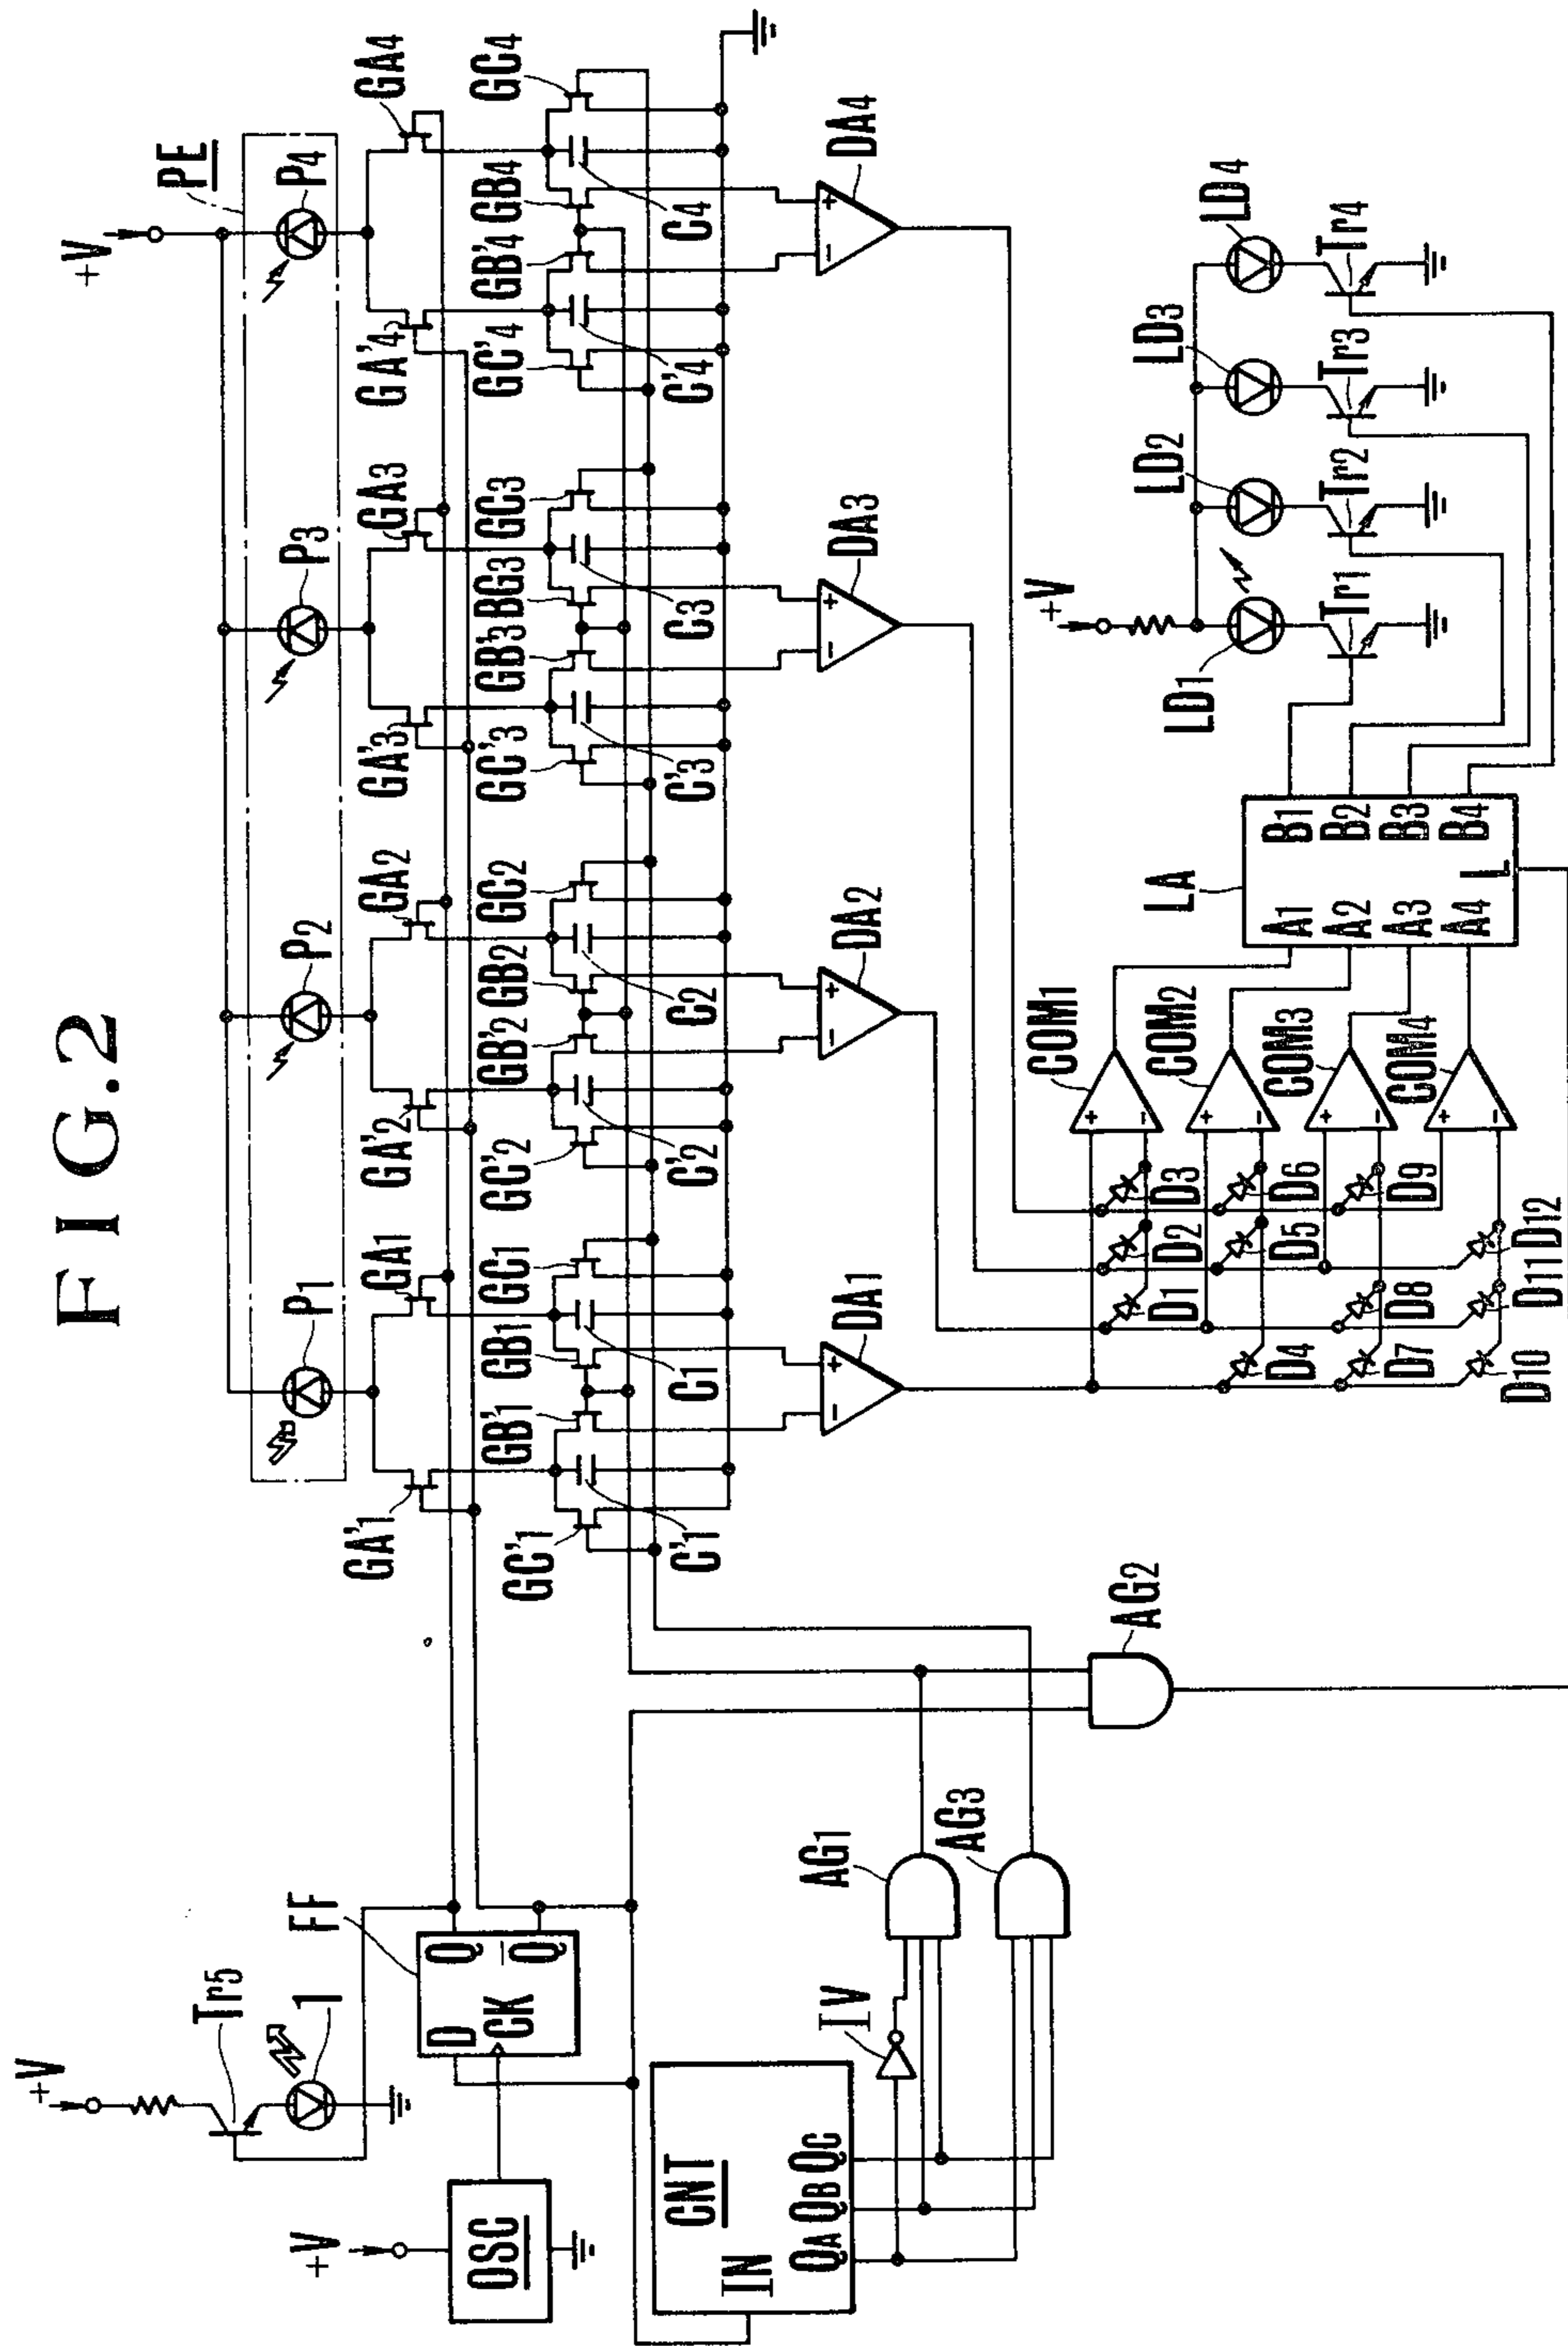 FIG.2
+V
PE
P1
P2
P3
P4
GA'1
GA1
GA'2
GA2
GA'3
GA3
GA'4
GA4
GC'1
GB'1
GB1
GC1
GC'2
GB'2
GB2
GC2
GC'3
GB'3
BG3
GC3
GC'4
GB'4
GB4
GC4
C'1
C1
C'2
C2
C'3
C3
C'4
C4
- +
- +
- +
- +
DA1
DA2
DA3
DA4
+V
Tr5
1
FF
D
Q
CK
Q
+V
OSC
CNT
IN
QA QB QC
IV
AG1
AG3
AG2
COM1
COM2
COM3
COM4
+ -
+ -
+ -
+ -
D1
D2
D3
D4
D5
D6
D7
D8
D9
D10
D11
D12
LA
A1
A2
A3
A4
B1
B2
B3
B4
L
+V
LD1
LD2
LD3
LD4
Tr1
Tr2
Tr3
Tr4